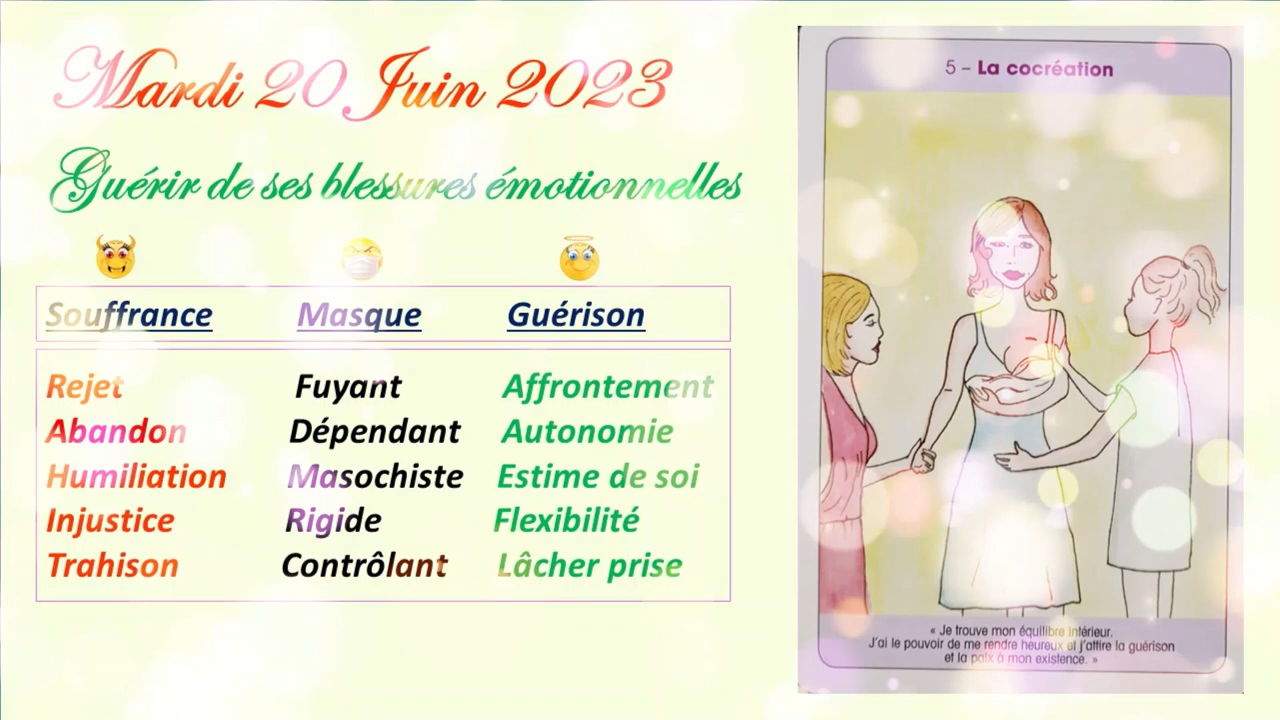 Mardi 20 Juin 2023
Guérir de ses blessures émotionnelles
Souffrance Masque Guérison
Rejet Fuyant Affrontement
Abandon Dépendant Autonomie
Humiliation Masochiste Estime de soi
Injustice Rigide Flexibilité
Trahison Contrôlant Lâcher prise
5 – La cocréation
« Je trouve mon équilibre intérieur.
J'ai le pouvoir de me rendre heureux et j'attire la guérison
et la paix à mon existence. »